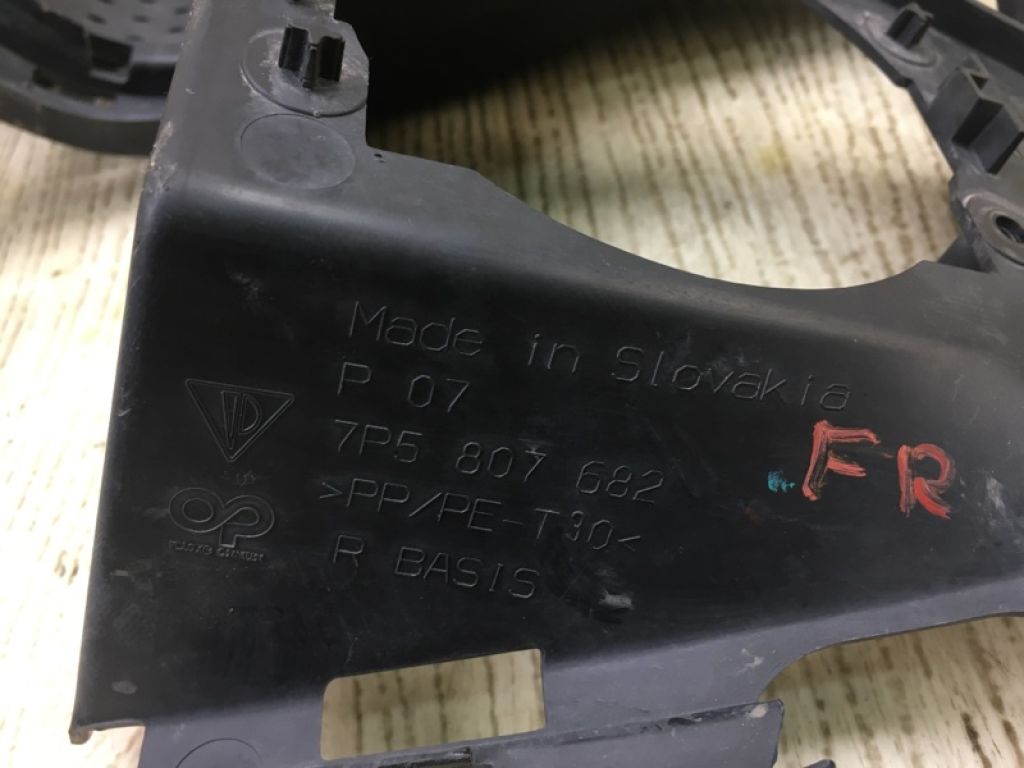 Made in Slovakia
P 07
7P5 807 682
>PP/PE-T30<
R BASIS
FR